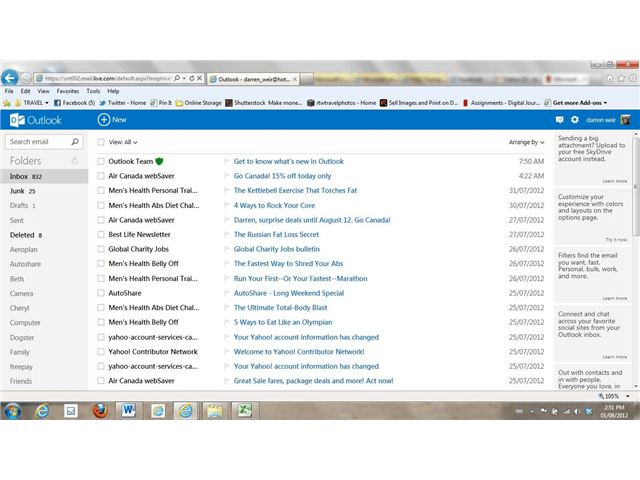 https://snt002.mail.live.com/default.aspx?rnoptina
Outlook - darren_weir@hot...
File Edit View Favorites Tools Help
TRAVEL Facebook (5) Twitter - Home Pin It Online Storage Shutterstock Make mone... rtwtravelphotos - Home Sell Images and Print on D... Assignments - Digital Jour... Get more Add-ons
Outlook New darren weir
Search email View: All Arrange by
Folders
Inbox 832
Junk 25
Drafts 1
Sent
Deleted 8
Aeroplan
Autoshare
Beth
Camera
Cheryl
Computer
Dogster
Family
freepay
Friends
Outlook Team Get to know what's new in Outlook 7:50 AM
Air Canada webSaver Go Canada! 15% off today only 4:22 AM
Men's Health Personal Trai... The Kettlebell Exercise That Torches Fat 31/07/2012
Men's Health Abs Diet Chal... 4 Ways to Rock Your Core 30/07/2012
Air Canada webSaver Darren, surprise deals until August 12. Go Canada! 27/07/2012
Best Life Newsletter The Russian Fat Loss Secret 27/07/2012
Global Charity Jobs Global Charity Jobs bulletin 26/07/2012
Men's Health Belly Off The Fastest Way to Shred Your Abs 26/07/2012
Men's Health Personal Trai... Run Your First--Or Your Fastest--Marathon 26/07/2012
AutoShare AutoShare - Long Weekend Special 25/07/2012
Men's Health Abs Diet Chal... The Ultimate Total-Body Blast 25/07/2012
Men's Health Belly Off 5 Ways to Eat Like an Olympian 25/07/2012
yahoo-account-services-ca... Your Yahoo! account information has changed 25/07/2012
Yahoo! Contributor Network Welcome to Yahoo! Contributor Network! 25/07/2012
yahoo-account-services-ca... Your Yahoo! account information has changed 25/07/2012
Air Canada webSaver Great Sale fares, package deals and more! Act now! 25/07/2012
Sending a big
attachment? Upload to
your free SkyDrive
account instead.
Learn more
Customize your
experience with colors
and layouts on the
options page.
Try it now
Filters find the email
you want, fast.
Personal, bulk, work,
and more.
Learn more
Connect and chat
across your favorite
social sites from your
Outlook inbox.
Learn more
Out with contacts and
in with people.
Everyone you love, in
105%
2:51 PM
01/08/2012